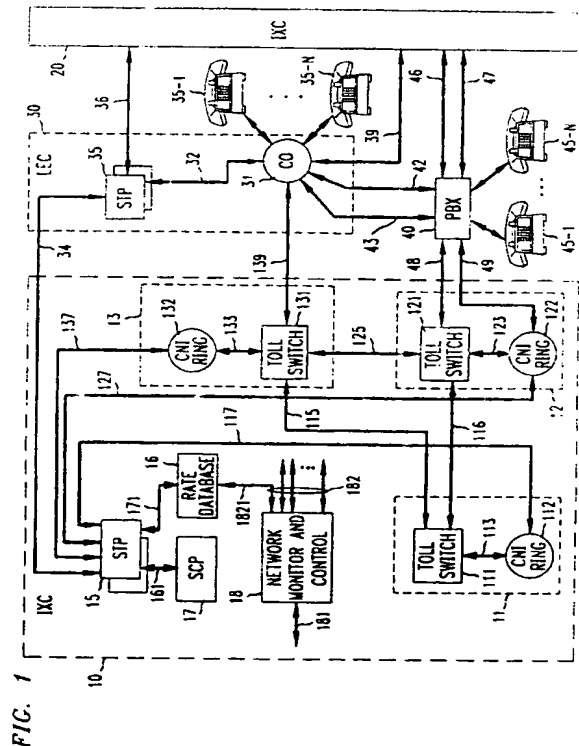 FIG. 1
10
IXC
34
30
LEC
20
IXC
15
STP
35
STP
36
32
161
171
17
SCP
16
RATE
DATABASE
127
137
117
1821
18
NETWORK
MONITOR AND
CONTROL
181
182
13
132
CNI
RING
133
131
TOLL
SWITCH
139
31
CO
35-1
35-N
39
43
42
115
125
116
11
111
TOLL
SWITCH
113
CNI
RING
112
12
121
TOLL
SWITCH
123
CNI
RING
122
48
49
40
PBX
46
47
45-1
45-N